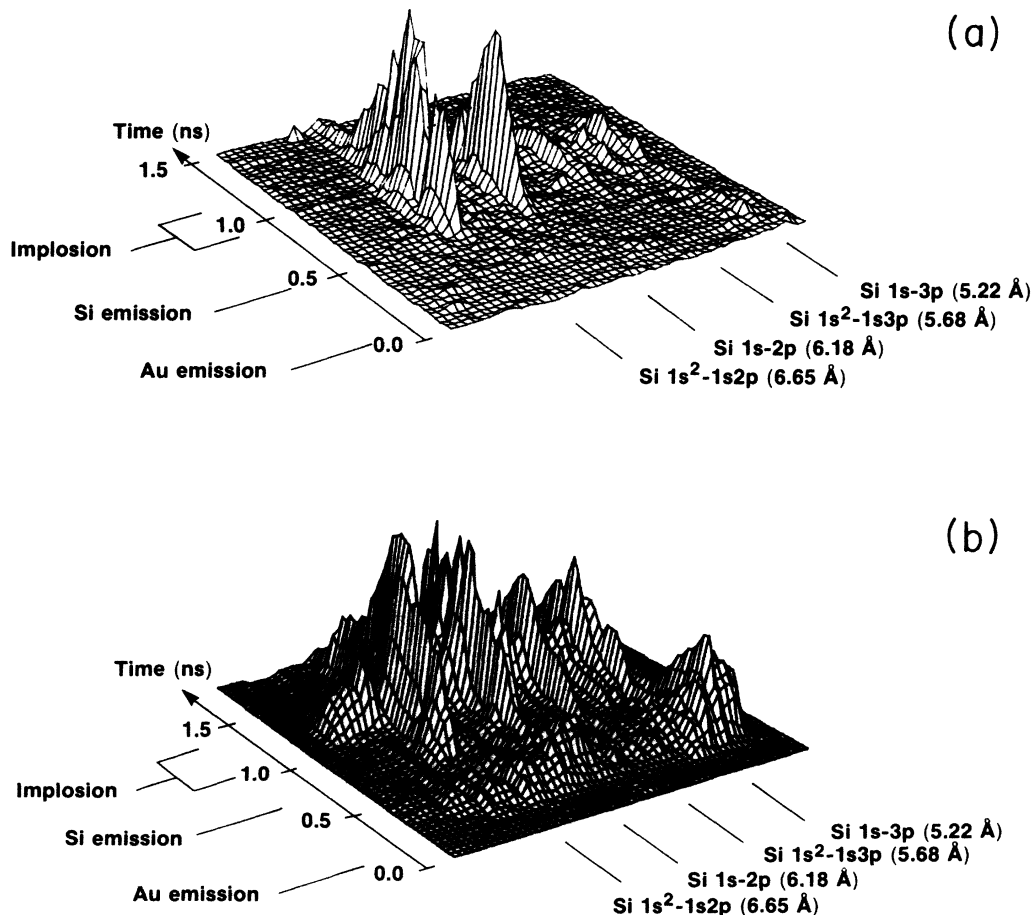 (a)
Time (ns)
1.5
1.0
Implosion
0.5
Si emission
0.0
Au emission
Si 1s-3p (5.22 Å)
Si 1s²-1s3p (5.68 Å)
Si 1s-2p (6.18 Å)
Si 1s²-1s2p (6.65 Å)
(b)
Time (ns)
1.5
1.0
Implosion
0.5
Si emission
0.0
Au emission
Si 1s-3p (5.22 Å)
Si 1s²-1s3p (5.68 Å)
Si 1s-2p (6.18 Å)
Si 1s²-1s2p (6.65 Å)